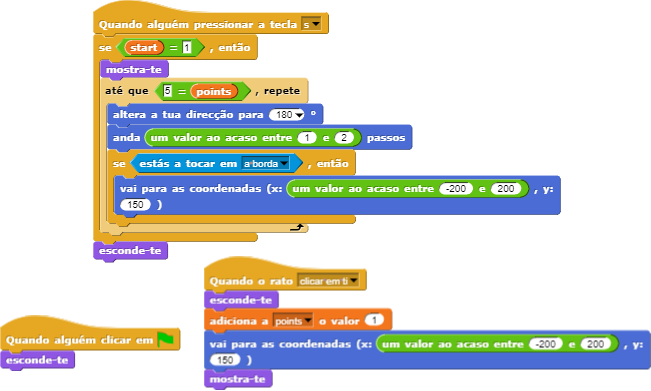 Quando alguém pressionar a tecla s
se start = 1 , então
mostra-te
até que 5 = points , repete
altera a tua direcção para 180 º
anda um valor ao acaso entre 1 e 2 passos
se estás a tocar em a borda , então
vai para as coordenadas (x: um valor ao acaso entre -200 e 200 , y:
150 )
esconde-te
Quando alguém clicar em
esconde-te
Quando o rato clicar em ti
esconde-te
adiciona a points o valor 1
vai para as coordenadas (x: um valor ao acaso entre -200 e 200 , y:
150 )
mostra-te